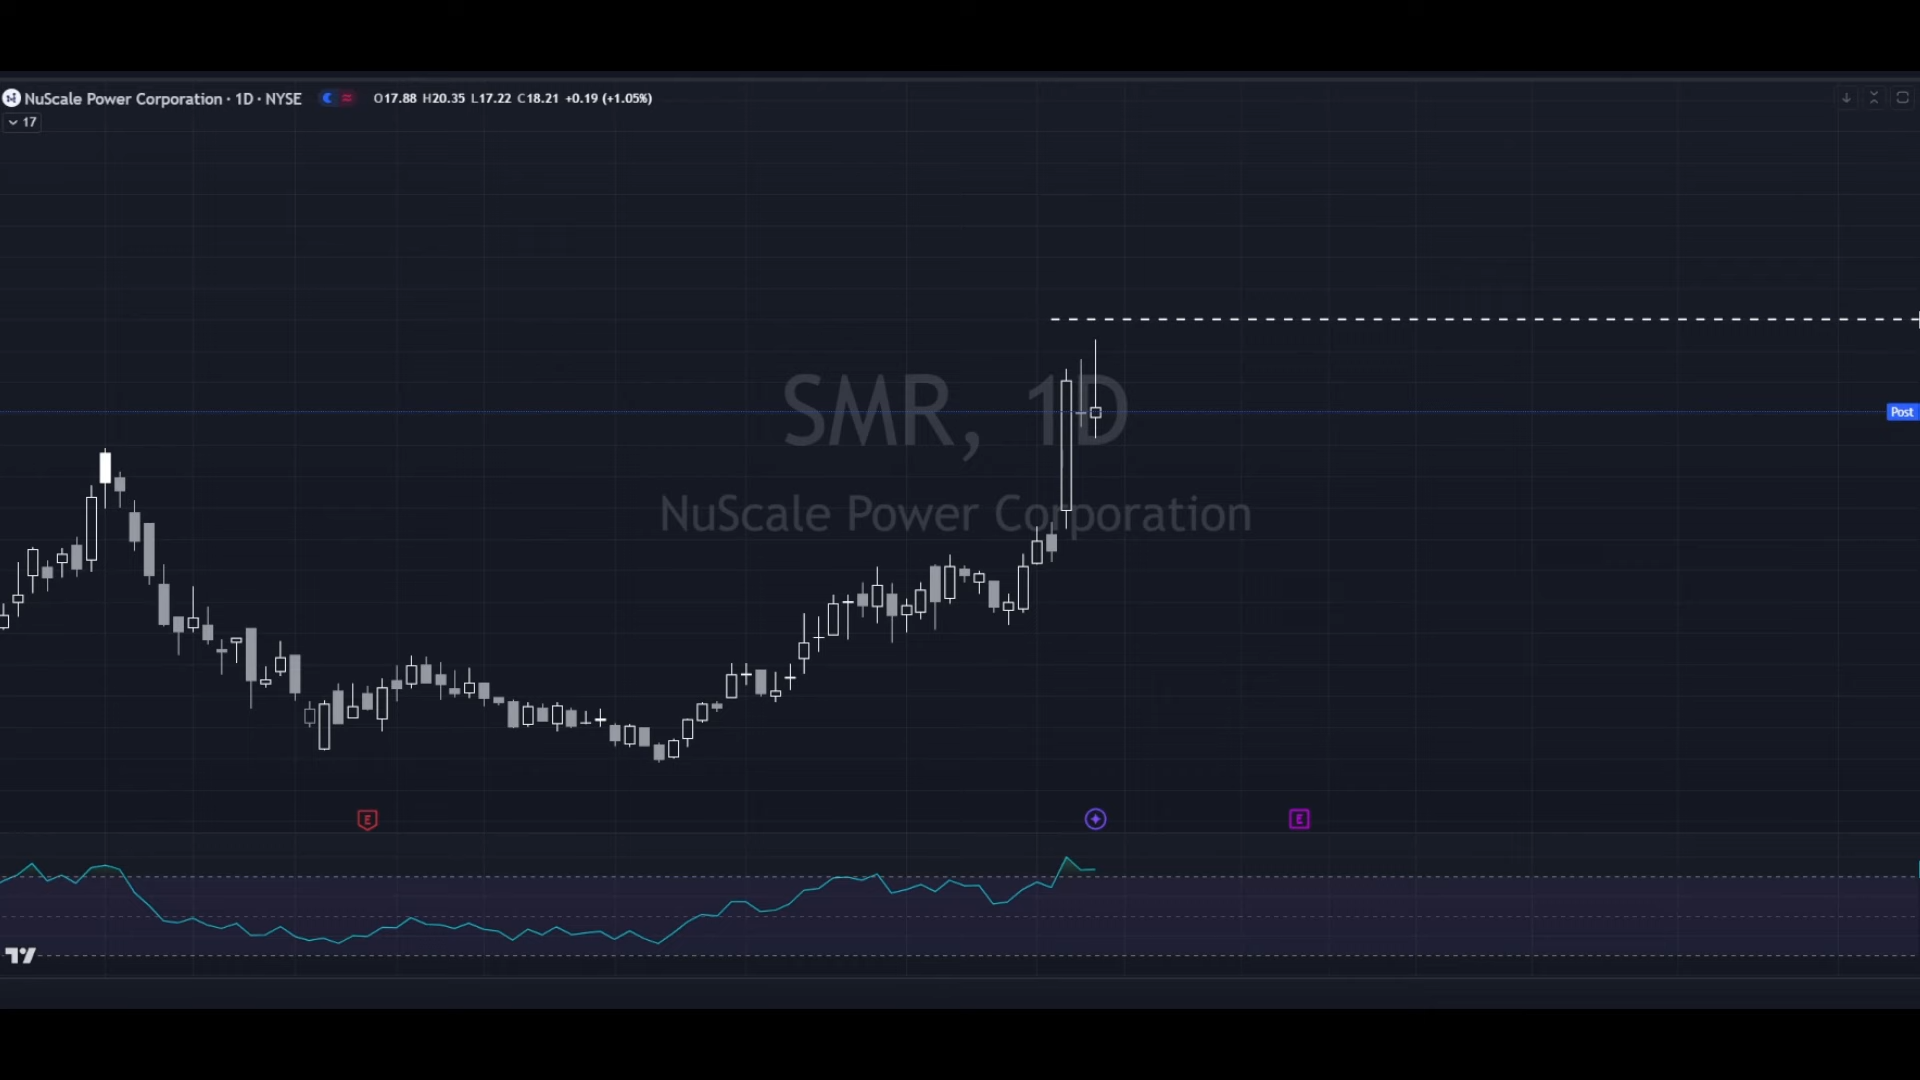 NuScale Power Corporation · 1D · NYSE
O17.88 H20.35 L17.22 C18.21 +0.19 (+1.05%)
17
SMR, 1D
NuScale Power Corporation
Post
E
E